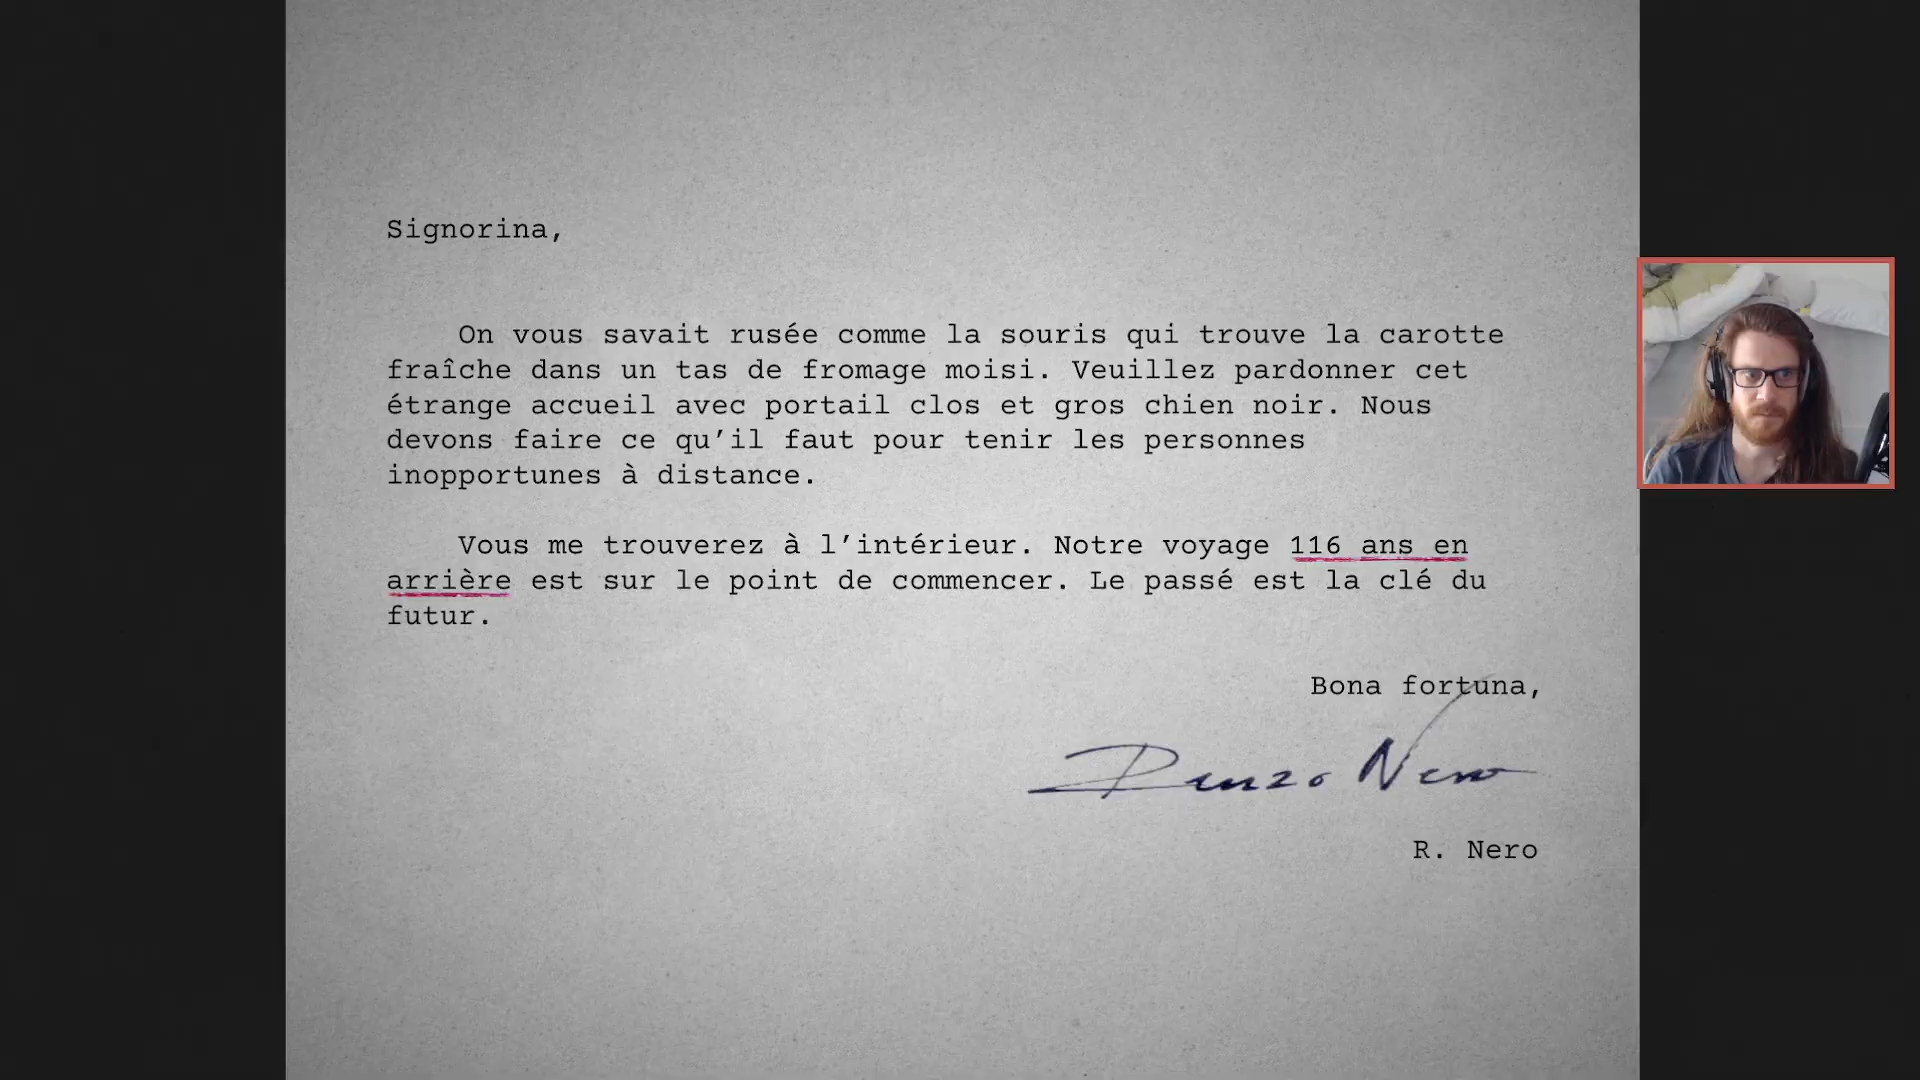 Signorina,
On vous savait rusée comme la souris qui trouve la carotte
fraîche dans un tas de fromage moisi. Veuillez pardonner cet
étrange accueil avec portail clos et gros chien noir. Nous
devons faire ce qu’il faut pour tenir les personnes
inopportunes à distance.
Vous me trouverez à l’intérieur. Notre voyage 116 ans en
arrière est sur le point de commencer. Le passé est la clé du
futur.
Bona fortuna,
Renzo Nero
R. Nero